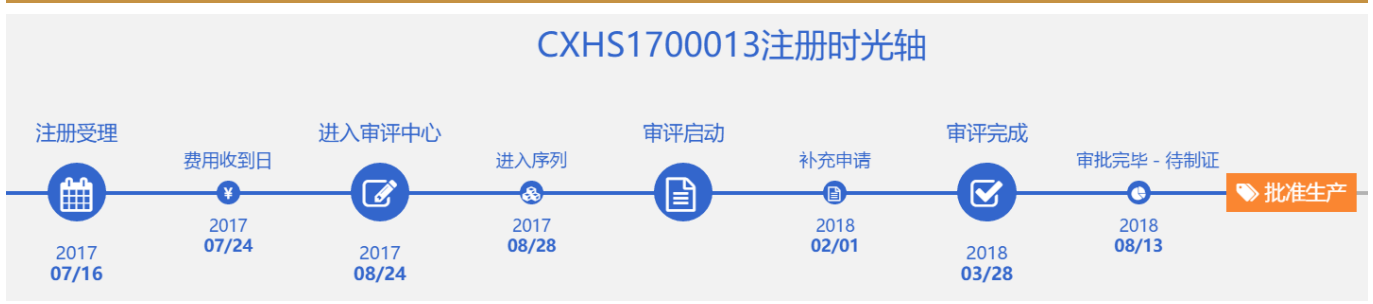 CXHS1700013注册时光轴
注册受理
2017
07/16
费用收到日
¥
2017
07/24
进入审评中心
2017
08/24
进入序列
2017
08/28
审评启动
补充申请
2018
02/01
审评完成
2018
03/28
审批完毕 - 待制证
2018
08/13
批准生产